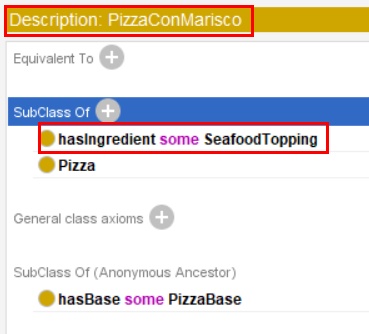 Description: PizzaConMarisco
Equivalent To
SubClass Of
hasIngredient some SeafoodTopping
Pizza
General class axioms
SubClass Of (Anonymous Ancestor)
hasBase some PizzaBase